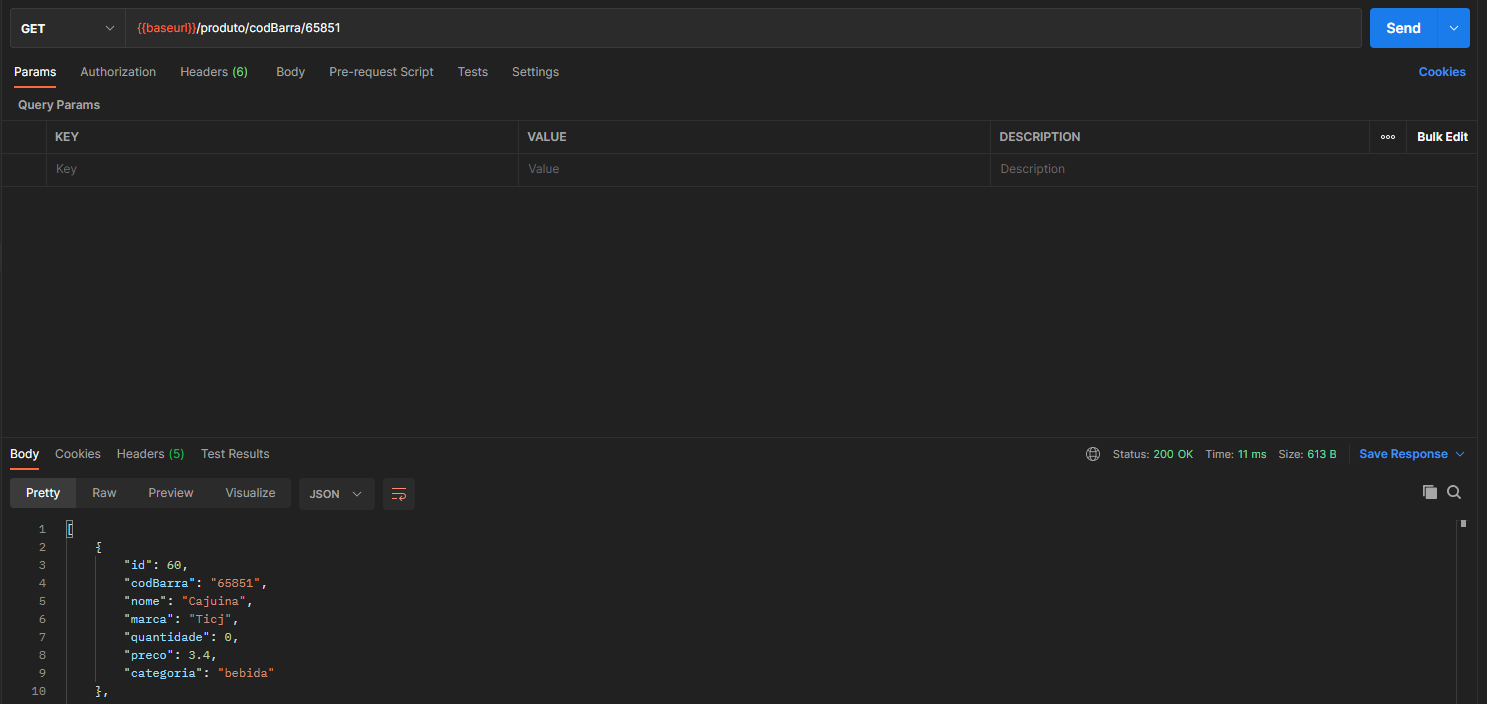 GET {{baseurl}}/produto/codBarra/65851 Send
Params Authorization Headers (6) Body Pre-request Script Tests Settings Cookies
Query Params
KEY VALUE DESCRIPTION ooo Bulk Edit
Key Value Description
Body Cookies Headers (5) Test Results Status: 200 OK Time: 11 ms Size: 613 B Save Response
Pretty Raw Preview Visualize JSON
1 [
2 {
3 "id": 60,
4 "codBarra": "65851",
5 "nome": "Cajuina",
6 "marca": "Ticj",
7 "quantidade": 0,
8 "preco": 3.4,
9 "categoria": "bebida"
10 },